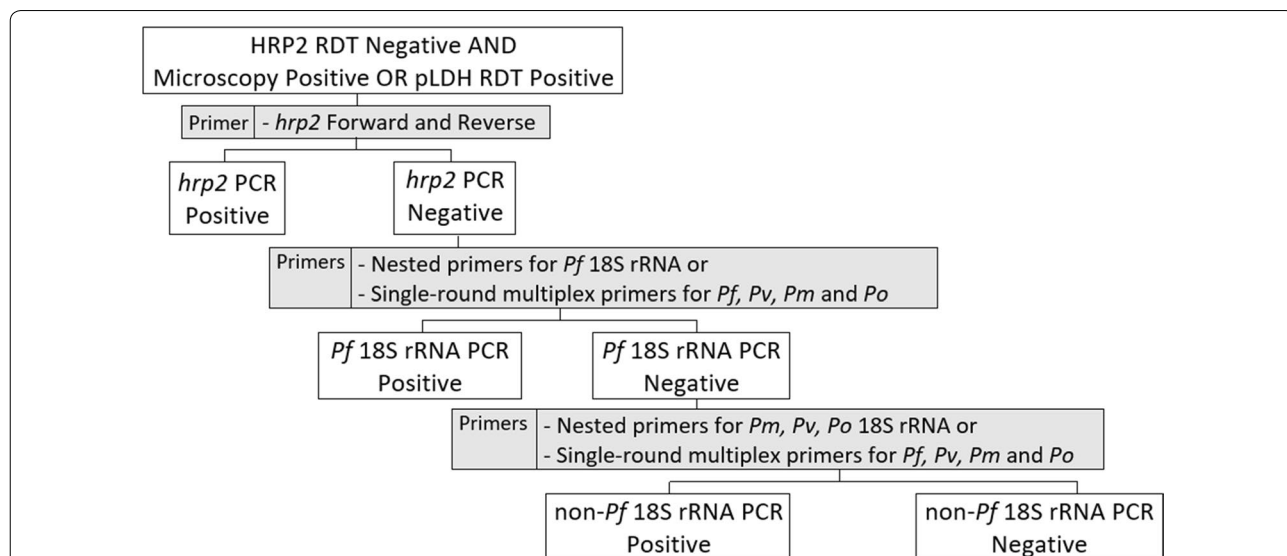 HRP2 RDT Negative AND
Microscopy Positive OR pLDH RDT Positive
Primer - hrp2 Forward and Reverse
hrp2 PCR
Positive
hrp2 PCR
Negative
Primers - Nested primers for Pf 18S rRNA or
- Single-round multiplex primers for Pf, Pv, Pm and Po
Pf 18S rRNA PCR
Positive
Pf 18S rRNA PCR
Negative
Primers - Nested primers for Pm, Pv, Po 18S rRNA or
- Single-round multiplex primers for Pf, Pv, Pm and Po
non-Pf 18S rRNA PCR
Positive
non-Pf 18S rRNA PCR
Negative